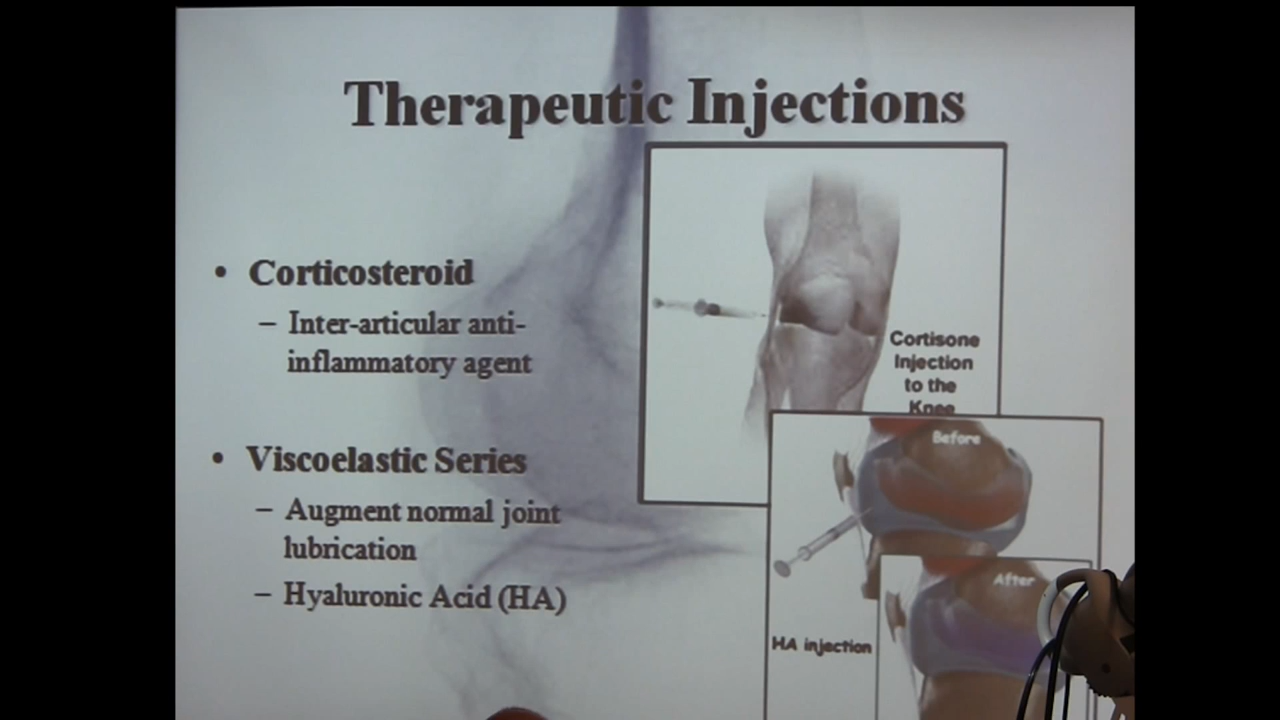 Therapeutic Injections
• Corticosteroid
– Inter-articular anti-
inflammatory agent
• Viscoelastic Series
– Augment normal joint
lubrication
– Hyaluronic Acid (HA)
Cortisone
Injection
to the
Knee
Before
After
HA injection